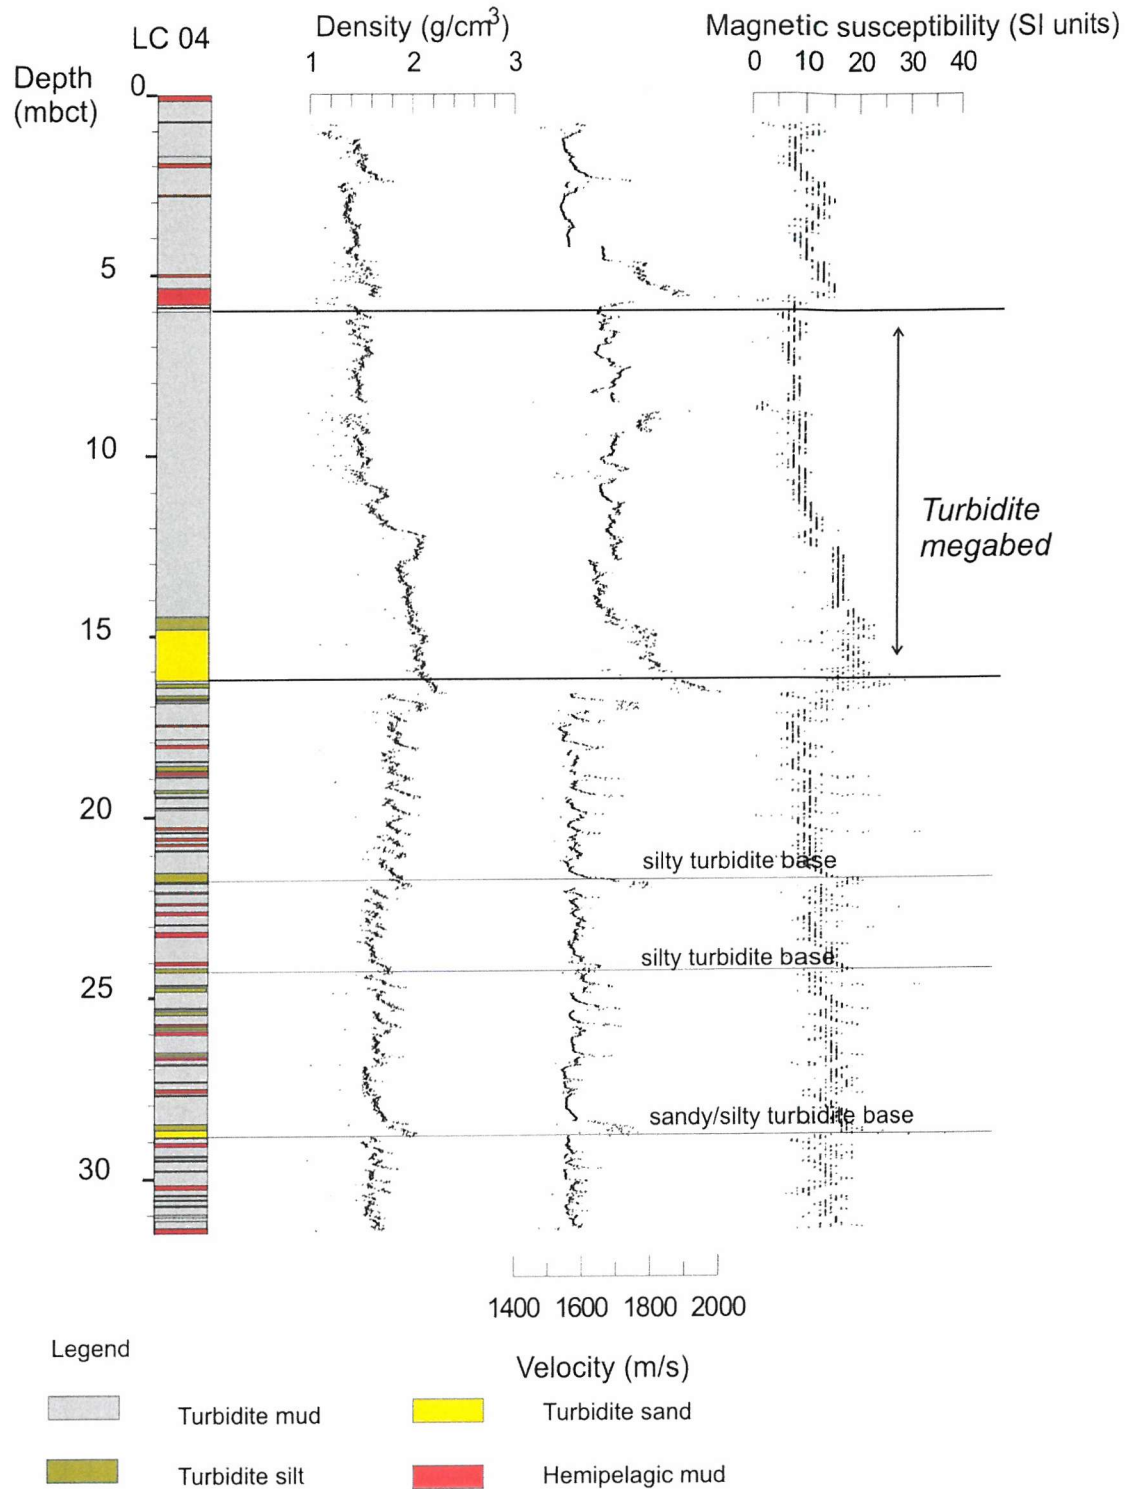 LC 04
Density (g/cm³)
Magnetic susceptibility (SI units)
1 2 3
0 10 20 30 40
Depth
(mbct)
0
5
10
Turbidite
megabed
15
20
silty turbidite base
silty turbidite base
25
sandy/silty turbidite base
30
1400 1600 1800 2000
Velocity (m/s)
Legend
Turbidite mud
Turbidite sand
Turbidite silt
Hemipelagic mud